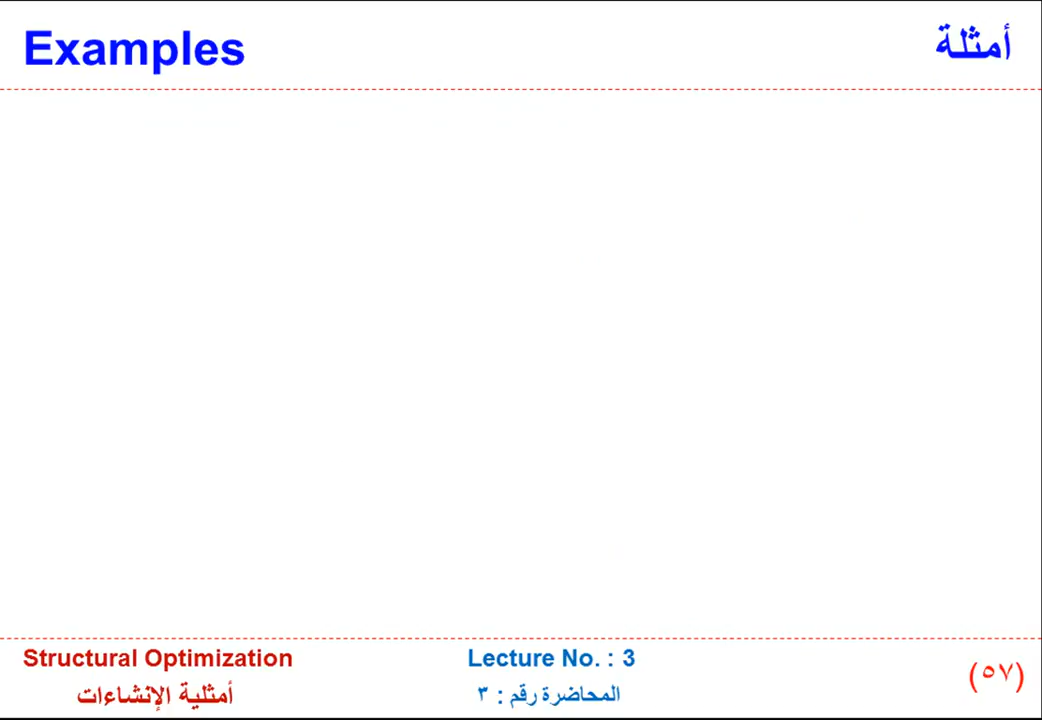 Examples
أمثلة
Structural Optimization
أمثلية الإنشاءات
Lecture No. : 3
المحاضرة رقم : ٣
(٥٧)